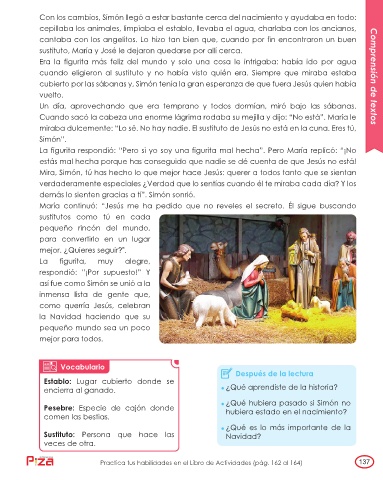 Con los cambios, Simón llegó a estar bastante cerca del nacimiento y ayudaba en todo:
cepillaba los animales, limpiaba el establo, llevaba el agua, charlaba con los ancianos,
cantaba con los angelitos. Lo hizo tan bien que, cuando por fin encontraron un buen
sustituto, María y José le dejaron quedarse por allí cerca.
Era la figurita más feliz del mundo y solo una cosa le intrigaba: había ido por agua
cuando eligieron al sustituto y no había visto quién era. Siempre que miraba estaba
cubierto por las sábanas y, Simón tenía la gran esperanza de que fuera Jesús quien había
vuelto.
Un día, aprovechando que era temprano y todos dormían, miró bajo las sábanas.
Cuando sacó la cabeza una enorme lágrima rodaba su mejilla y dijo: “No está”. María le
miraba dulcemente: “Lo sé. No hay nadie. El sustituto de Jesús no está en la cuna. Eres tú,
Simón”.
La figurita respondió: “Pero si yo soy una figurita mal hecha”. Pero María replicó: “¡No
estás mal hecha porque has conseguido que nadie se dé cuenta de que Jesús no está!
Mira, Simón, tú has hecho lo que mejor hace Jesús: querer a todos tanto que se sientan
verdaderamente especiales ¿Verdad que lo sentías cuando él te miraba cada día? Y los
demás lo sienten gracias a ti”. Simón sonrió.
María continuó: “Jesús me ha pedido que no reveles el secreto. Él sigue buscando
sustitutos como tú en cada
pequeño rincón del mundo,
para convertirlo en un lugar
mejor. ¿Quieres seguir?”.
La figurita, muy alegre,
respondió: “¡Por supuesto!” Y
así fue como Simón se unió a la
inmensa lista de gente que,
como querría Jesús, celebran
la Navidad haciendo que su
pequeño mundo sea un poco
mejor para todos.
Comprensión de textos
Vocabulario
Establo: Lugar cubierto donde se
encierra al ganado.
Pesebre: Especie de cajón donde
comen las bestias.
Sustituto: Persona que hace las
veces de otra.
Después de la lectura
• ¿Qué aprendiste de la historia?
• ¿Qué hubiera pasado si Simón no
hubiera estado en el nacimiento?
• ¿Qué es lo más importante de la
Navidad?
Practica tus habilidades en el Libro de Actividades (pág. 162 al 164)
137